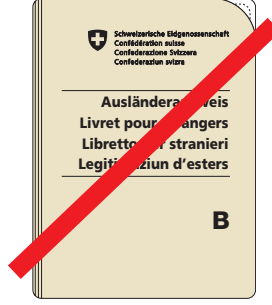 Schweizerische Eidgenossenschaft
Confédération suisse
Confederazione Svizzera
Confederaziun svizra
Livret pour
Libretto stranieri
d'esters
B